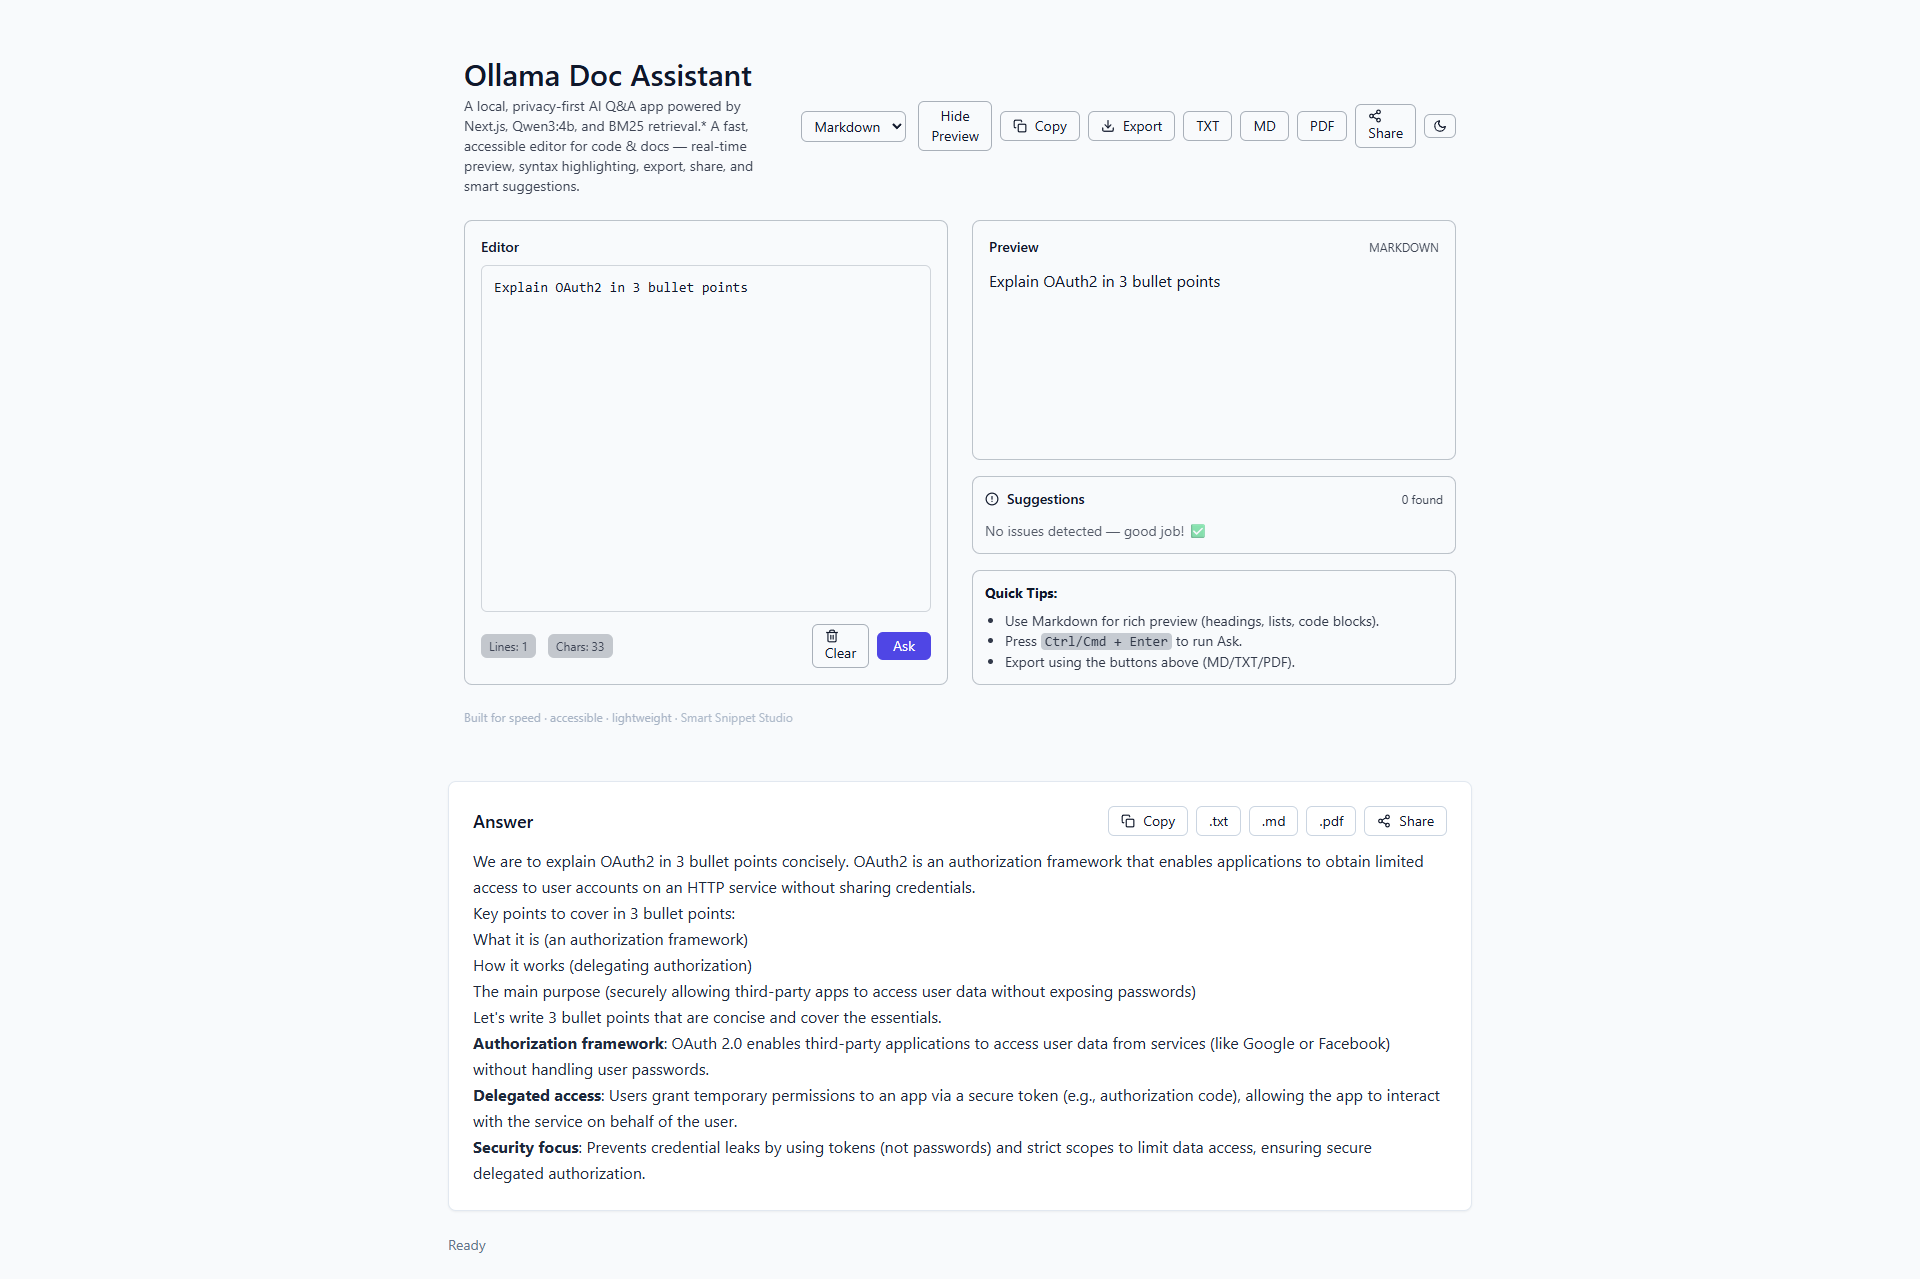 Ollama Doc Assistant
A local, privacy-first AI Q&A app powered by
Next.js, Qwen3:4b, and BM25 retrieval.* A fast,
accessible editor for code & docs — real-time
preview, syntax highlighting, export, share, and
smart suggestions.
Markdown
Hide
Preview
Copy
Export
TXT
MD
PDF
Share
Editor
Explain OAuth2 in 3 bullet points
Lines: 1
Chars: 33
Clear
Ask
Preview
MARKDOWN
Explain OAuth2 in 3 bullet points
Suggestions
0 found
No issues detected — good job! ✅
Quick Tips:
• Use Markdown for rich preview (headings, lists, code blocks).
• Press Ctrl/Cmd + Enter to run Ask.
• Export using the buttons above (MD/TXT/PDF).
Built for speed · accessible · lightweight · Smart Snippet Studio
Answer
Copy
.txt
.md
.pdf
Share
We are to explain OAuth2 in 3 bullet points concisely. OAuth2 is an authorization framework that enables applications to obtain limited
access to user accounts on an HTTP service without sharing credentials.
Key points to cover in 3 bullet points:
What it is (an authorization framework)
How it works (delegating authorization)
The main purpose (securely allowing third-party apps to access user data without exposing passwords)
Let's write 3 bullet points that are concise and cover the essentials.
Authorization framework: OAuth 2.0 enables third-party applications to access user data from services (like Google or Facebook)
without handling user passwords.
Delegated access: Users grant temporary permissions to an app via a secure token (e.g., authorization code), allowing the app to interact
with the service on behalf of the user.
Security focus: Prevents credential leaks by using tokens (not passwords) and strict scopes to limit data access, ensuring secure
delegated authorization.
Ready